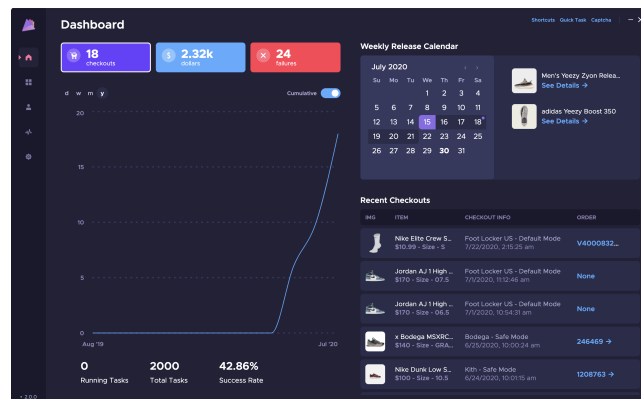 Dashboard
Shortcuts Quick Task Captcha
18
checkouts
$
2.32k
dollars
24
failures
d w m y
Cumulative
20
15
10
5
0
Aug '19
Jul '20
0
Running Tasks
2000
Total Tasks
42.86%
Success Rate
Weekly Release Calendar
July 2020
Su Mo Tu We Th Fr Sa
1 2 3 4
5 6 7 8 9 10 11
12 13 14 15 16 17 18
19 20 21 22 23 24 25
26 27 28 29 30 31
Men's Yeezy Zyon Relea...
See Details →
adidas Yeezy Boost 350
See Details →
Recent Checkouts
IMG ITEM CHECKOUT INFO ORDER
Nike Elite Crew S... Foot Locker US - Default Mode
$10.99 - Size - S 7/22/2020, 2:15:25 am
V4000832...
Jordan AJ 1 High ... Foot Locker US - Default Mode
$170 - Size - 07.5 7/1/2020, 11:12:46 am
None
Jordan AJ 1 High ... Foot Locker US - Default Mode
$170 - Size - 06.5 7/1/2020, 10:54:31 am
None
x Bodega MSXRC... Bodega - Safe Mode
$140 - Size - GRA... 6/25/2020, 10:00:24 am
246469 →
Nike Dunk Low S... Kith - Safe Mode
$100 - Size - 10.5 6/24/2020, 10:01:15 am
1208763 →
2.0.0